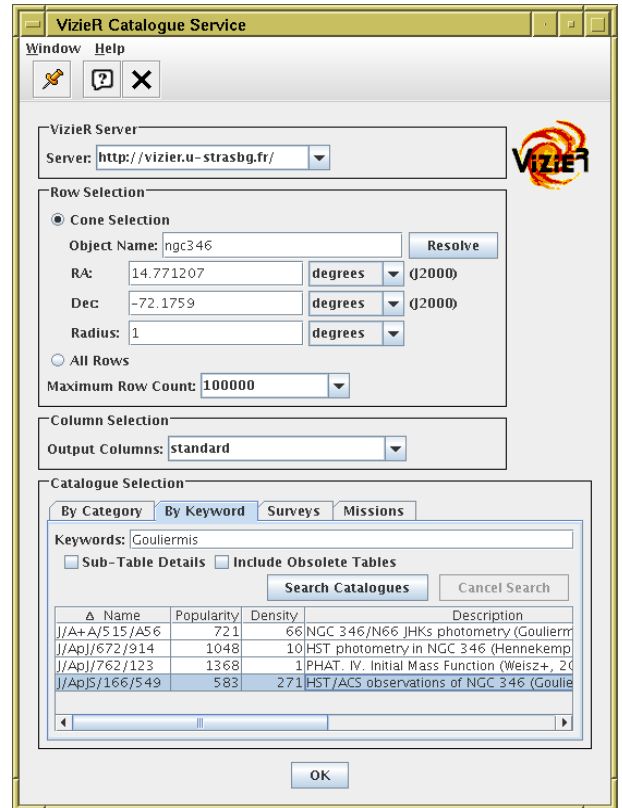 VizieR Catalogue Service
Window Help
?
VizieR Server
Server: http://vizier.u-strasbg.fr/
VizieR
Row Selection
Cone Selection
Object Name: ngc346 Resolve
RA: 14.771207 degrees (J2000)
Dec: -72.1759 degrees (J2000)
Radius: 1 degrees
All Rows
Maximum Row Count: 100000
Column Selection
Output Columns: standard
Catalogue Selection
By Category By Keyword Surveys Missions
Keywords: Gouliermis
Sub-Table Details Include Obsolete Tables
Search Catalogues Cancel Search
Δ Name Popularity Density Description
J/A+A/515/A56 721 66 NGC 346/N66 JHKs photometry (Goulierm
J/ApJ/672/914 1048 10 HST photometry in NGC 346 (Hennekemp
J/ApJ/762/123 1368 1 PHAT. IV. Initial Mass Function (Weisz+, 20
J/ApJS/166/549 583 271 HST/ACS observations of NGC 346 (Goulie
OK